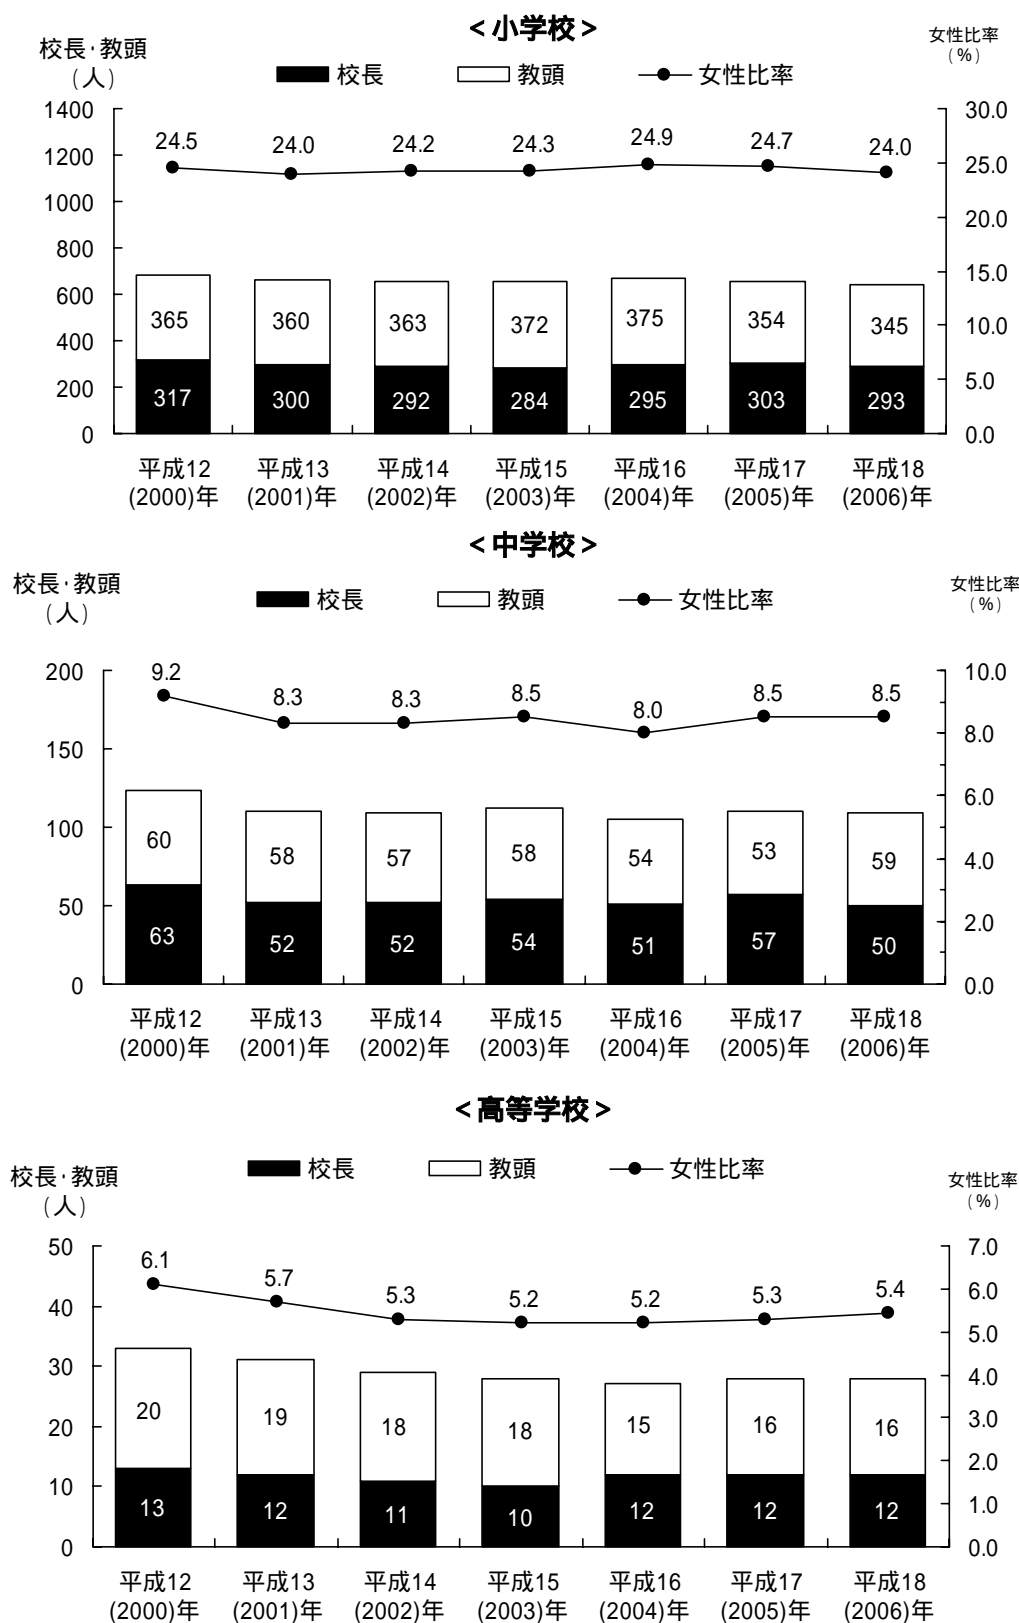 <小学校>
校長・教頭
(人)
女性比率
(%)
校長 教頭 女性比率
1400 30.0
1200 25.0
1000 20.0
800 15.0
600 10.0
400 5.0
200 0.0
0
24.5 24.0 24.2 24.3 24.9 24.7 24.0
365 360 363 372 375 354 345
317 300 292 284 295 303 293
平成12 平成13 平成14 平成15 平成16 平成17 平成18
(2000)年 (2001)年 (2002)年 (2003)年 (2004)年 (2005)年 (2006)年
<中学校>
校長・教頭
(人)
女性比率
(%)
校長 教頭 女性比率
200 10.0
150 8.0
100 6.0
50 4.0
0 2.0
0.0
9.2 8.3 8.3 8.5 8.0 8.5 8.5
60 58 57 58 54 53 59
63 52 52 54 51 57 50
平成12 平成13 平成14 平成15 平成16 平成17 平成18
(2000)年 (2001)年 (2002)年 (2003)年 (2004)年 (2005)年 (2006)年
<高等学校>
校長・教頭
(人)
女性比率
(%)
校長 教頭 女性比率
50 7.0
40 6.0
30 5.0
20 4.0
10 3.0
0 2.0
1.0
0.0
6.1 5.7 5.3 5.2 5.2 5.3 5.4
20 19 18 18 15 16 16
13 12 11 10 12 12 12
平成12 平成13 平成14 平成15 平成16 平成17 平成18
(2000)年 (2001)年 (2002)年 (2003)年 (2004)年 (2005)年 (2006)年